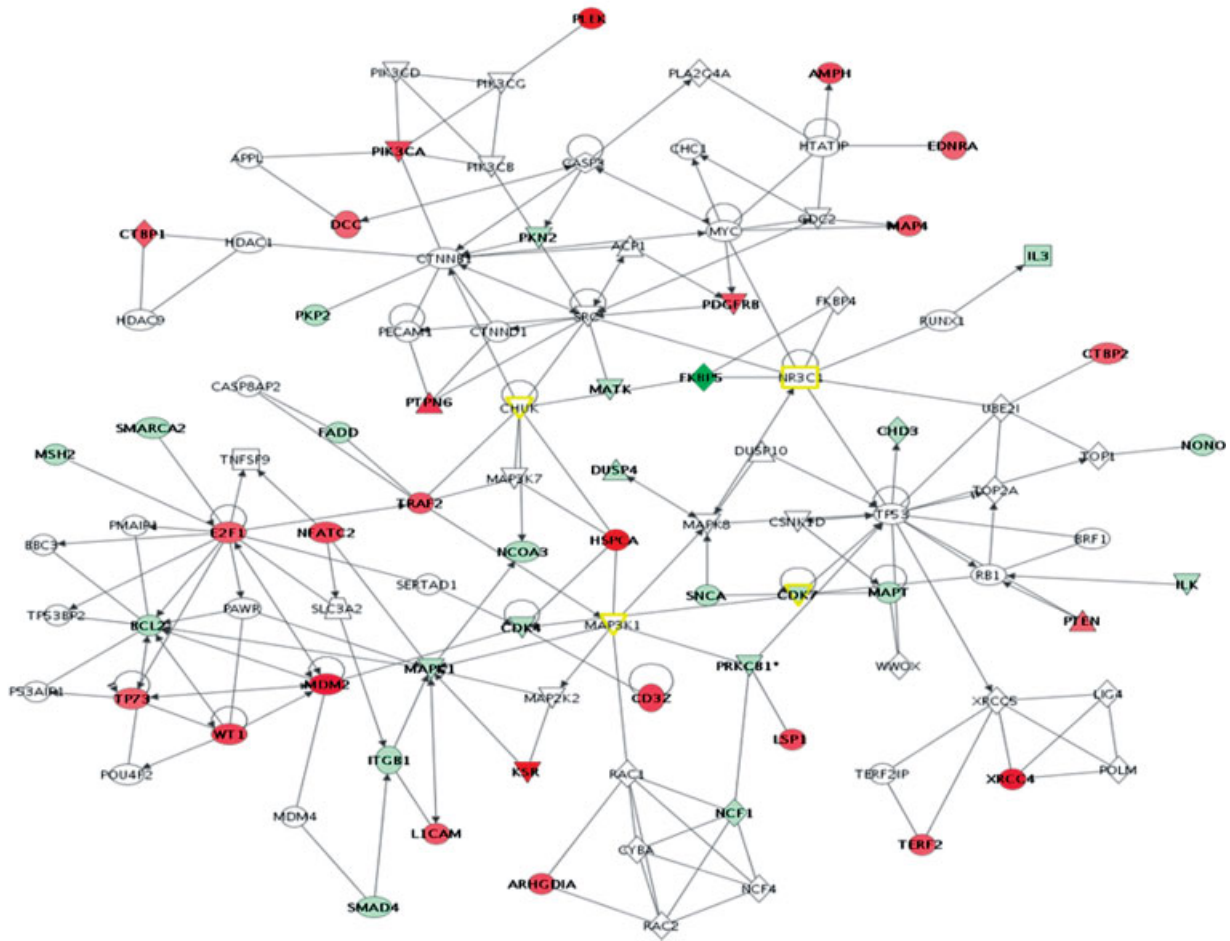 PLEK
PIK3CD
PIK3CG
PLA2G4A
AMPH
PIK3CA
APPL
PIK3CB
CASP3
CHC1
HTATIP
EDNRA
DCC
CDC2
MAP4
CTBP1
HDAC1
PKN2
ACP1
MYC
CTNNB1
IL3
HDAC9
PKP2
PECAM1
CTNND1
SRC
PDGFRB
FKBP4
RUNX1
CTBP2
CASP8AP2
PTPN6
CHUK
MATK
FKBP5
NR3C1
UBE2I
SMARCA2
FADD
CHD3
NONO
MSH2
TNFSF9
MAP3K7
DUSP4
DUSP10
TOP1
TOP2A
TRAF2
PMAIP1
E2F1
NFATC2
MAPK8
CSNK1D
TP53
BBC3
NCOA3
HSPCA
BRF1
RB1
SERTAD1
SNCA
CDK7
MAPT
ILK
TP53BP2
PAWR
SLC3A2
BCL2
CDK4
MAP3K1
PTEN
MAPK1
PRKCB1*
WWOX
P53AIP1
TP73
MDM2
MAP2K2
CD3Z
XRCC5
LIG4
WT1
LSP1
POU4F2
ITGB1
KSR
RAC1
TERF2IP
XRCC4
POLM
MDM4
L1CAM
NCF1
TERF2
CYBA
ARHGDIA
NCF4
SMAD4
RAC2